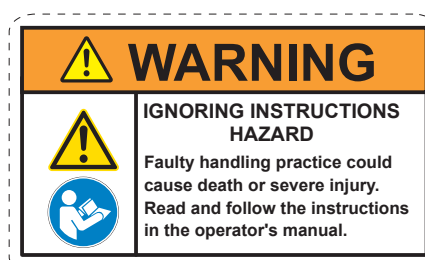 WARNING
IGNORING INSTRUCTIONS
HAZARD
Faulty handling practice could
cause death or severe injury.
Read and follow the instructions
in the operator's manual.